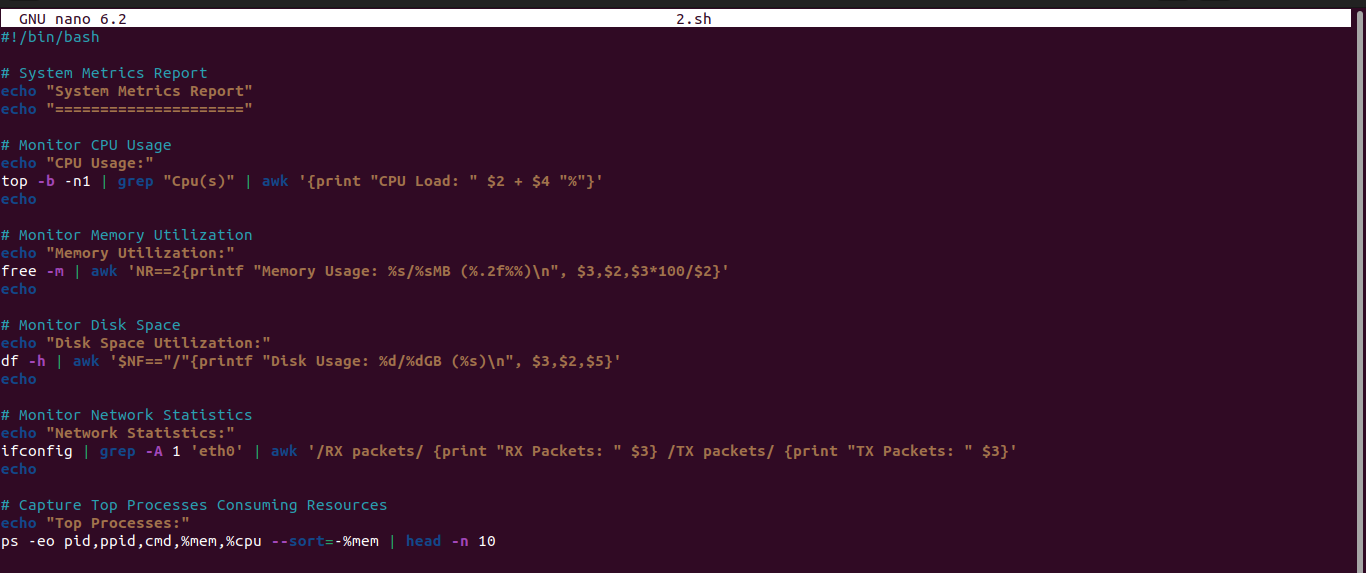 GNU nano 6.2 2.sh
#!/bin/bash
# System Metrics Report
echo "System Metrics Report"
echo "====================="
# Monitor CPU Usage
echo "CPU Usage:"
top -b -n1 | grep "Cpu(s)" | awk '{print "CPU Load: " $2 + $4 "%"}'
echo
# Monitor Memory Utilization
echo "Memory Utilization:"
free -m | awk 'NR==2{printf "Memory Usage: %s/%sMB (%.2f%%)\n", $3,$2,$3*100/$2}'
echo
# Monitor Disk Space
echo "Disk Space Utilization:"
df -h | awk '$NF=="/"{printf "Disk Usage: %d/%dGB (%s)\n", $3,$2,$5}'
echo
# Monitor Network Statistics
echo "Network Statistics:"
ifconfig | grep -A 1 'eth0' | awk '/RX packets/ {print "RX Packets: " $3} /TX packets/ {print "TX Packets: " $3}'
echo
# Capture Top Processes Consuming Resources
echo "Top Processes:"
ps -eo pid,ppid,cmd,%mem,%cpu --sort=-%mem | head -n 10